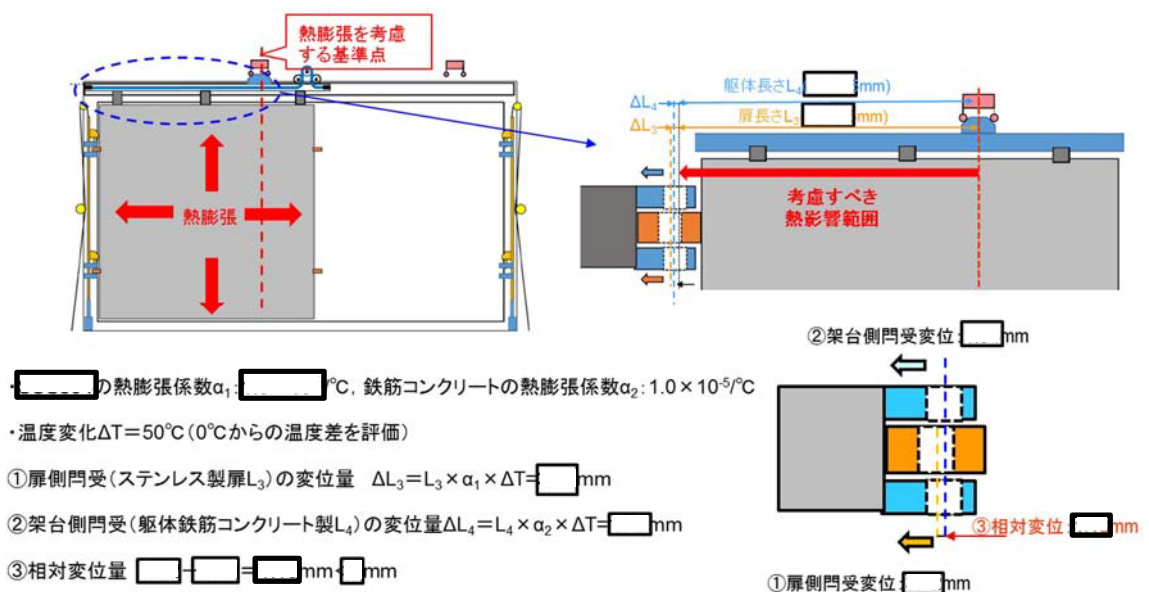 熱膨張を考慮
する基準点
熱膨張
躯体長さL₄ mm)
扉長さL₃ mm)
ΔL₄
ΔL₃
考慮すべき
熱影響範囲
②架台側閂受変位: mm
・ の熱膨張係数α₁: /℃, 鉄筋コンクリートの熱膨張係数α₂:1.0×10⁻⁵/℃
・温度変化ΔT=50℃(0℃からの温度差を評価)
①扉側閂受(ステンレス製扉L₃)の変位量 ΔL₃=L₃×α₁×ΔT= mm
②架台側閂受(躯体鉄筋コンクリート製L₄)の変位量ΔL₄=L₄×α₂×ΔT= mm
③相対変位量 - = mm< mm
③相対変位: mm
①扉側閂受変位: mm